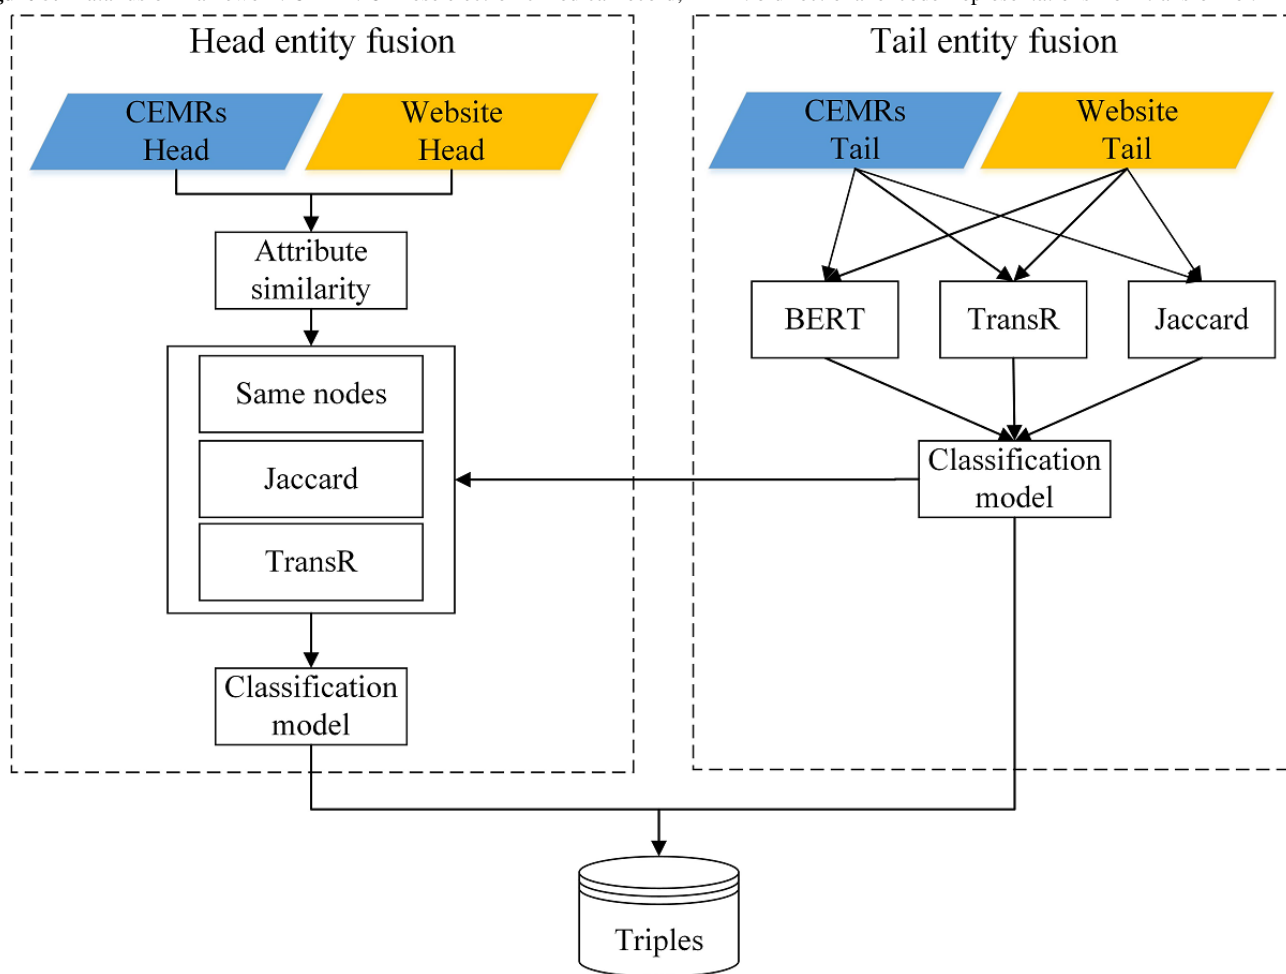 Head entity fusion
CEMRs
Head
Website
Head
Attribute
similarity
Same nodes
Jaccard
TransR
Classification
model
Tail entity fusion
CEMRs
Tail
Website
Tail
BERT
TransR
Jaccard
Classification
model
Triples